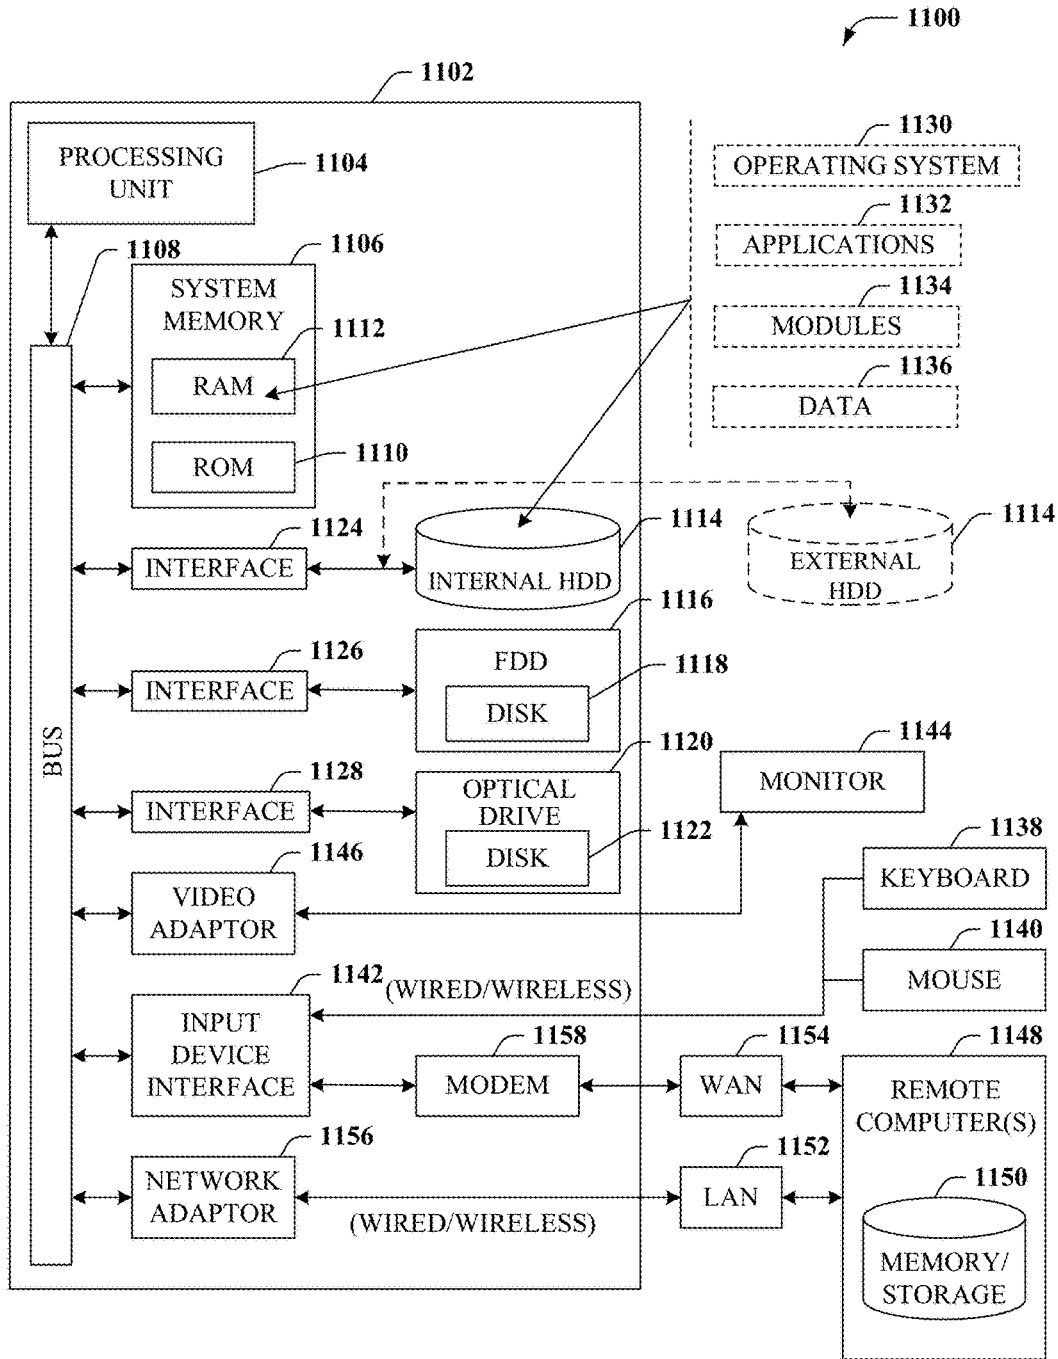 1100
1102
PROCESSING
UNIT
1104
1130
OPERATING SYSTEM
1132
APPLICATIONS
1134
MODULES
1136
DATA
1108
1106
SYSTEM
MEMORY
1112
RAM
1110
ROM
1124
INTERFACE
1114
INTERNAL HDD
1114
EXTERNAL
HDD
1126
INTERFACE
1116
FDD
1118
DISK
BUS
1128
INTERFACE
1120
OPTICAL
DRIVE
1122
DISK
1144
MONITOR
1146
VIDEO
ADAPTOR
1138
KEYBOARD
1140
MOUSE
1142
(WIRED/WIRELESS)
INPUT
DEVICE
INTERFACE
1158
MODEM
1154
WAN
1148
REMOTE
COMPUTER(S)
1156
NETWORK
ADAPTOR
(WIRED/WIRELESS)
1152
LAN
1150
MEMORY/
STORAGE